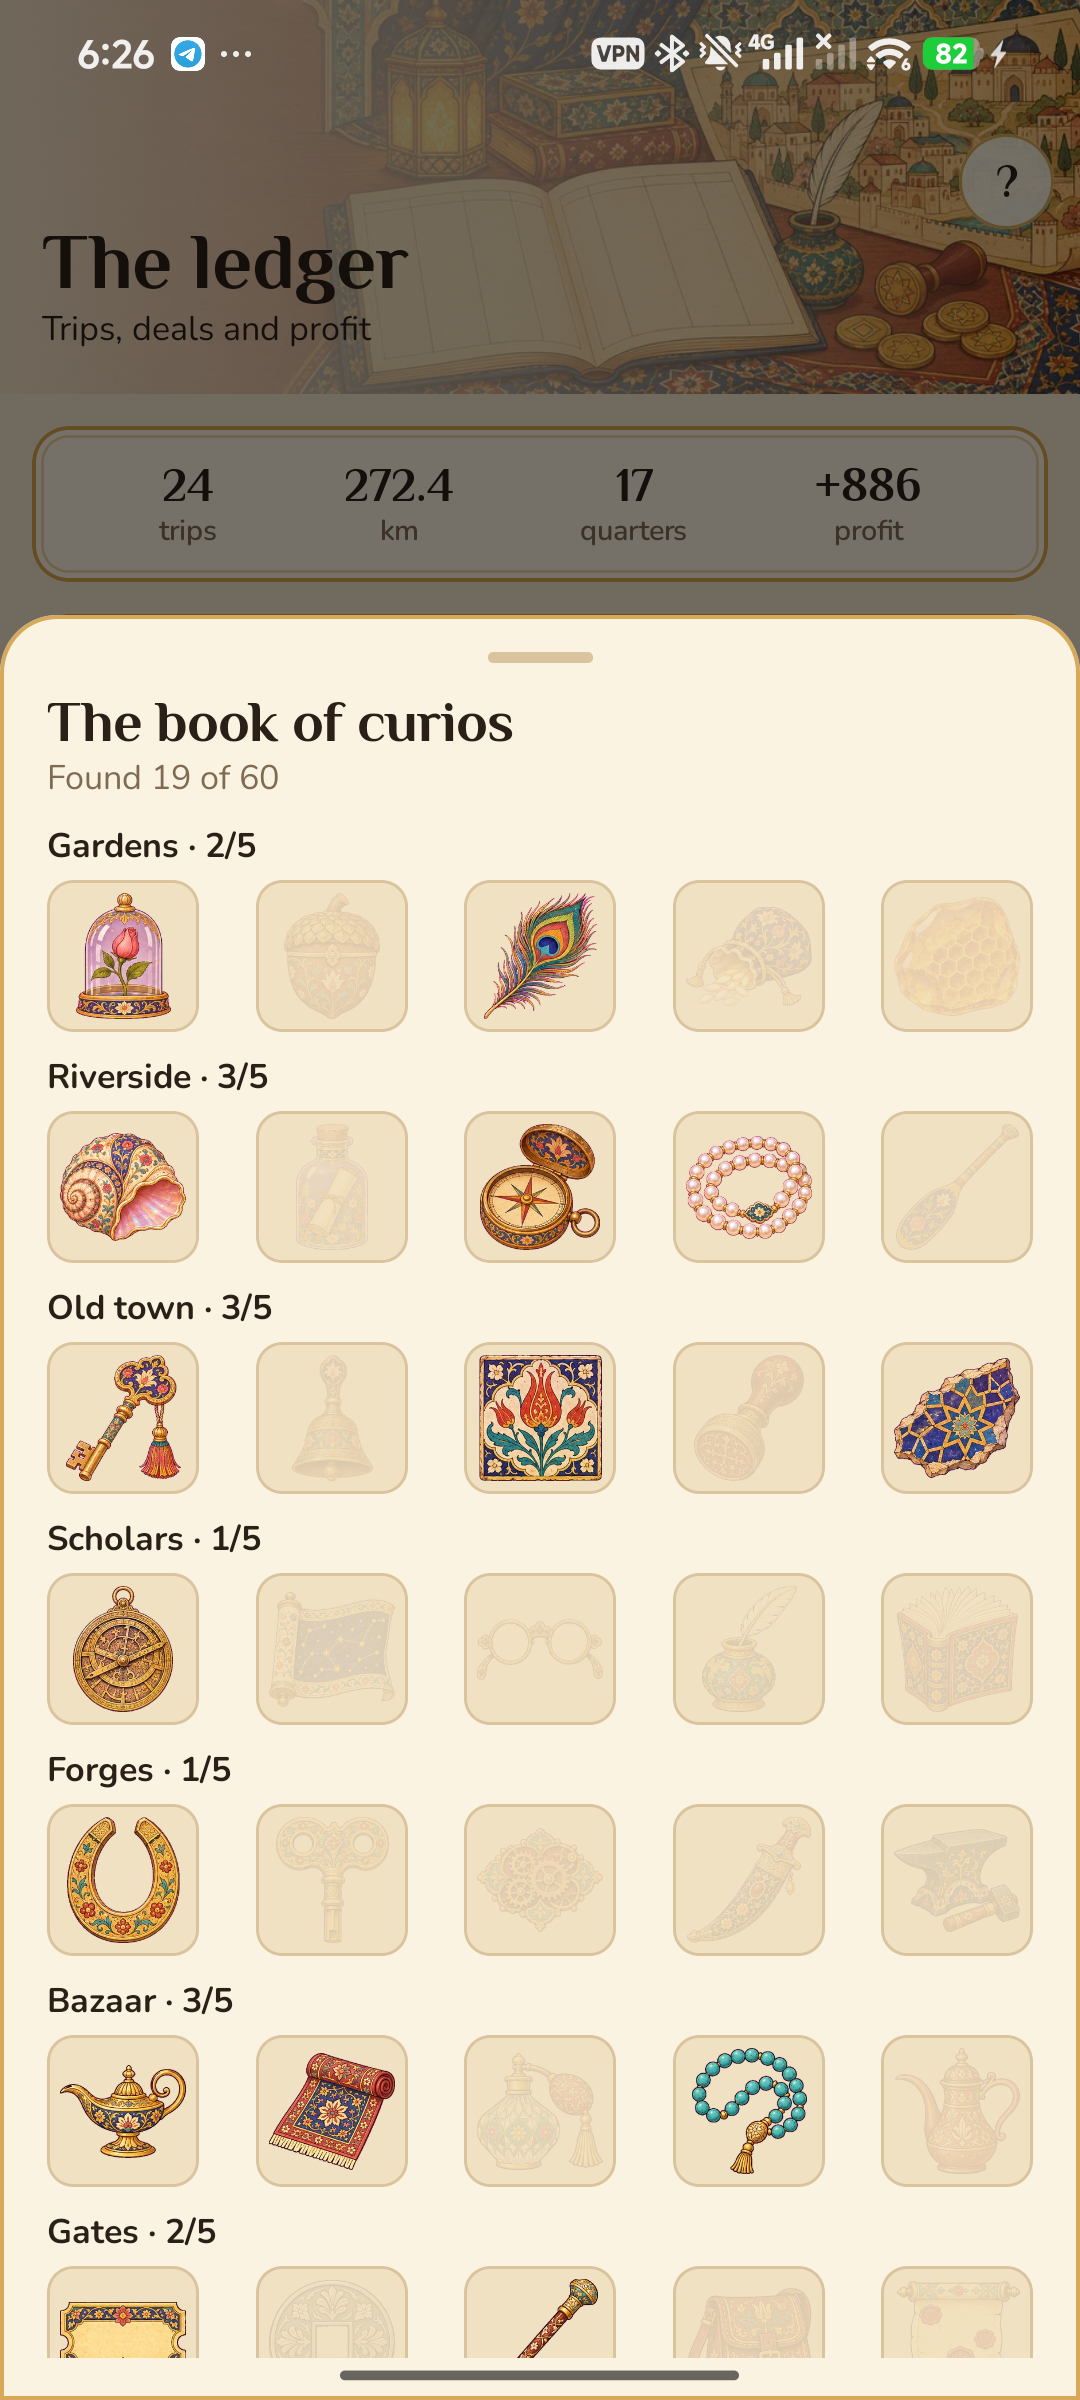 6:26
VPN
4G
6
82
?
The ledger
Trips, deals and profit
24
trips
272.4
km
17
quarters
+886
profit
The book of curios
Found 19 of 60
Gardens · 2/5
Riverside · 3/5
Old town · 3/5
Scholars · 1/5
Forges · 1/5
Bazaar · 3/5
Gates · 2/5